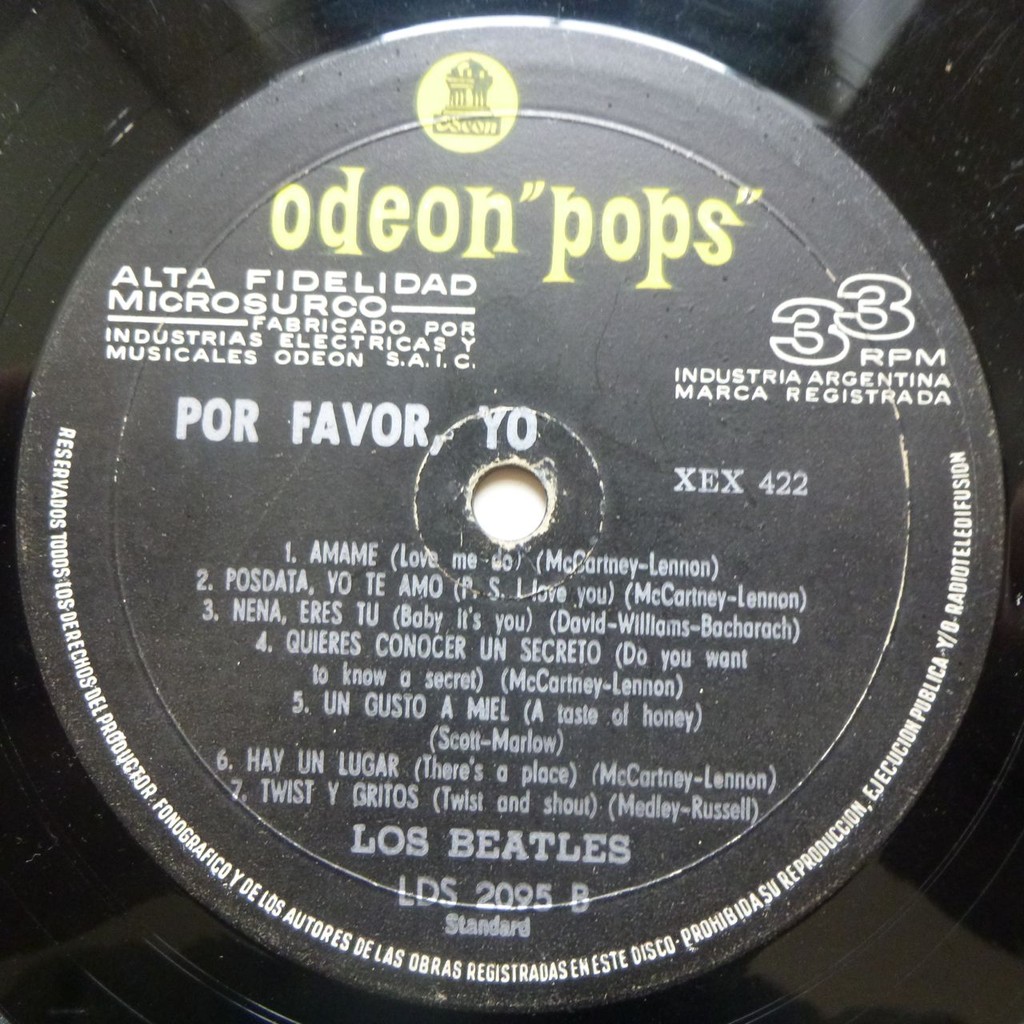 Odeon
odeon "pops"
ALTA FIDELIDAD
MICROSURCO
FABRICADO POR
INDUSTRIAS ELECTRICAS Y
MUSICALES ODEON S.A.I.C.
33
RPM
INDUSTRIA ARGENTINA
MARCA REGISTRADA
POR FAVOR, YO
XEX 422
1. AMAME (Love me do) (McCartney-Lennon)
2. POSDATA, YO TE AMO (P. S. I love you) (McCartney-Lennon)
3. NENA, ERES TU (Baby it's you) (David-Williams-Bacharach)
4. QUIERES CONOCER UN SECRETO (Do you want
to know a secret) (McCartney-Lennon)
5. UN GUSTO A MIEL (A taste of honey)
(Scott-Marlow)
6. HAY UN LUGAR (There's a place) (McCartney-Lennon)
7. TWIST Y GRITOS (Twist and shout) (Medley-Russell)
LOS BEATLES
LDS 2095 B
Standard
RESERVADOS TODOS LOS DERECHOS DEL PRODUCTOR FONOGRAFICO Y DE LOS AUTORES DE LAS OBRAS REGISTRADAS EN ESTE DISCO - PROHIBIDA SU REPRODUCCION, EJECUCION PUBLICA - Y/O - RADIOTELEDIFUSION